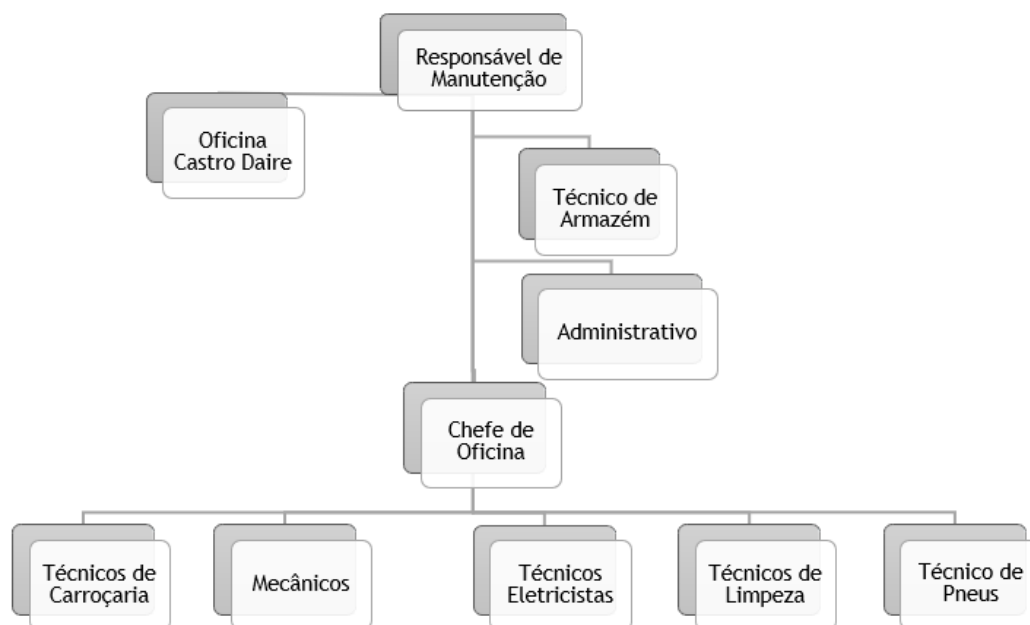 Responsável de
Manutenção
Oficina
Castro Daire
Técnico de
Armazém
Administrativo
Chefe de
Oficina
Técnicos de
Carroçaria
Mecânicos
Técnicos
Eletricistas
Técnicos de
Limpeza
Técnico de
Pneus